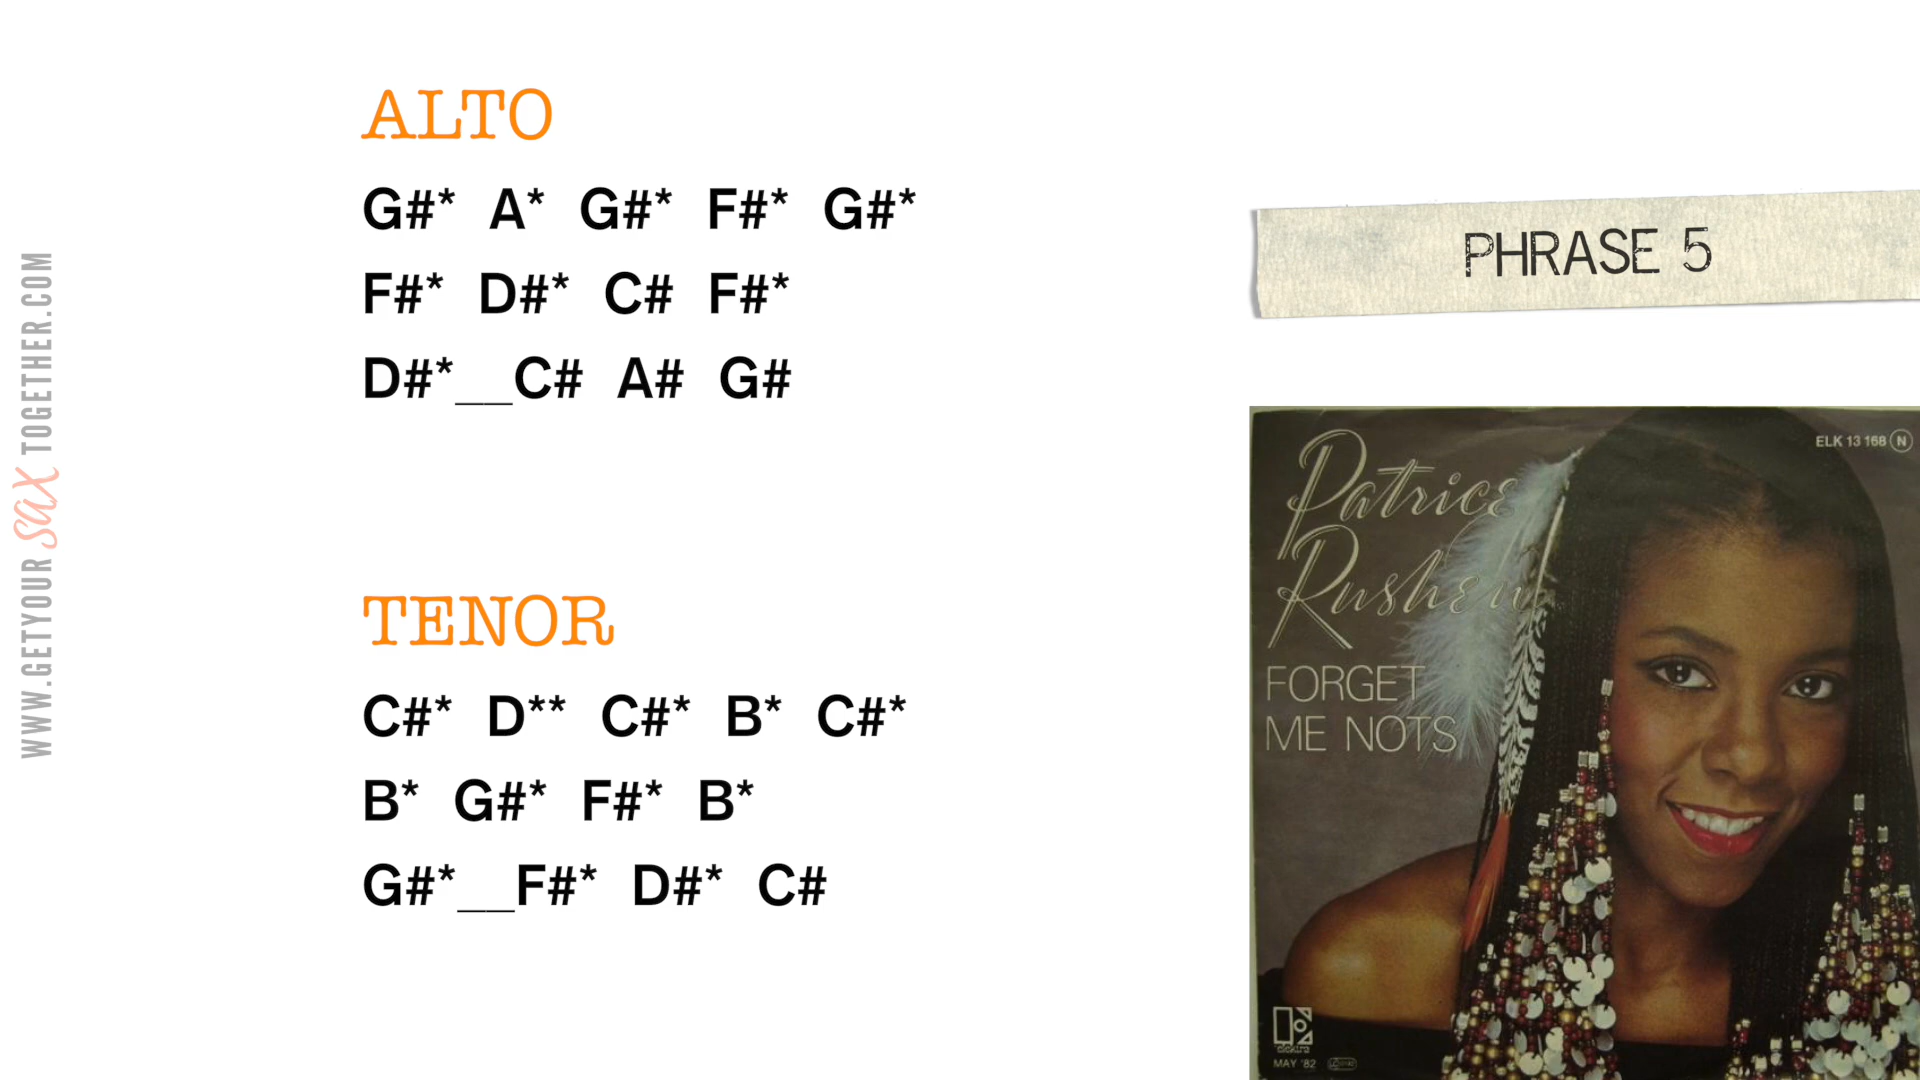 ALTO
G#* A* G#* F#* G#*
F#* D#* C# F#*
D#*__C# A# G#
TENOR
C#* D** C#* B* C#*
B* G#* F#* B*
G#*__F#* D#* C#
WWW.GETYOUR sax TOGETHER.COM
PHRASE 5
ELK 13 168 N
Patrice
Rushen
FORGET
ME NOTS
elektra
MAY '82